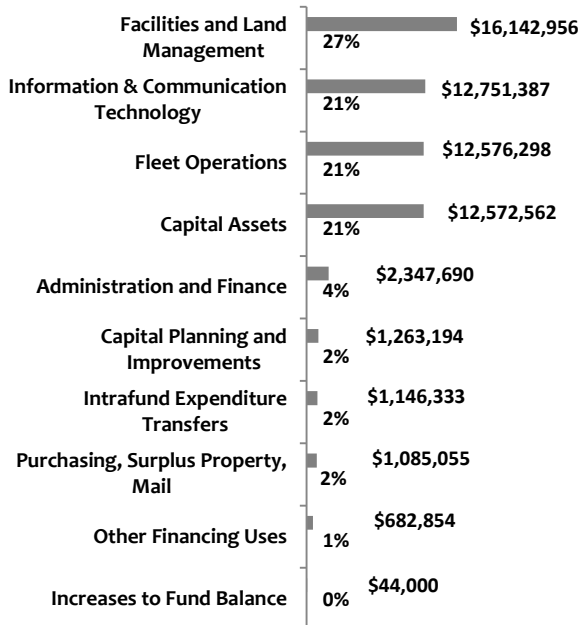 Facilities and Land
Management
$16,142,956
27%
Information & Communication
Technology
$12,751,387
21%
Fleet Operations
$12,576,298
21%
Capital Assets
$12,572,562
21%
Administration and Finance
$2,347,690
4%
Capital Planning and
Improvements
$1,263,194
2%
Intrafund Expenditure
Transfers
$1,146,333
2%
Purchasing, Surplus Property,
Mail
$1,085,055
2%
Other Financing Uses
$682,854
1%
Increases to Fund Balance
$44,000
0%